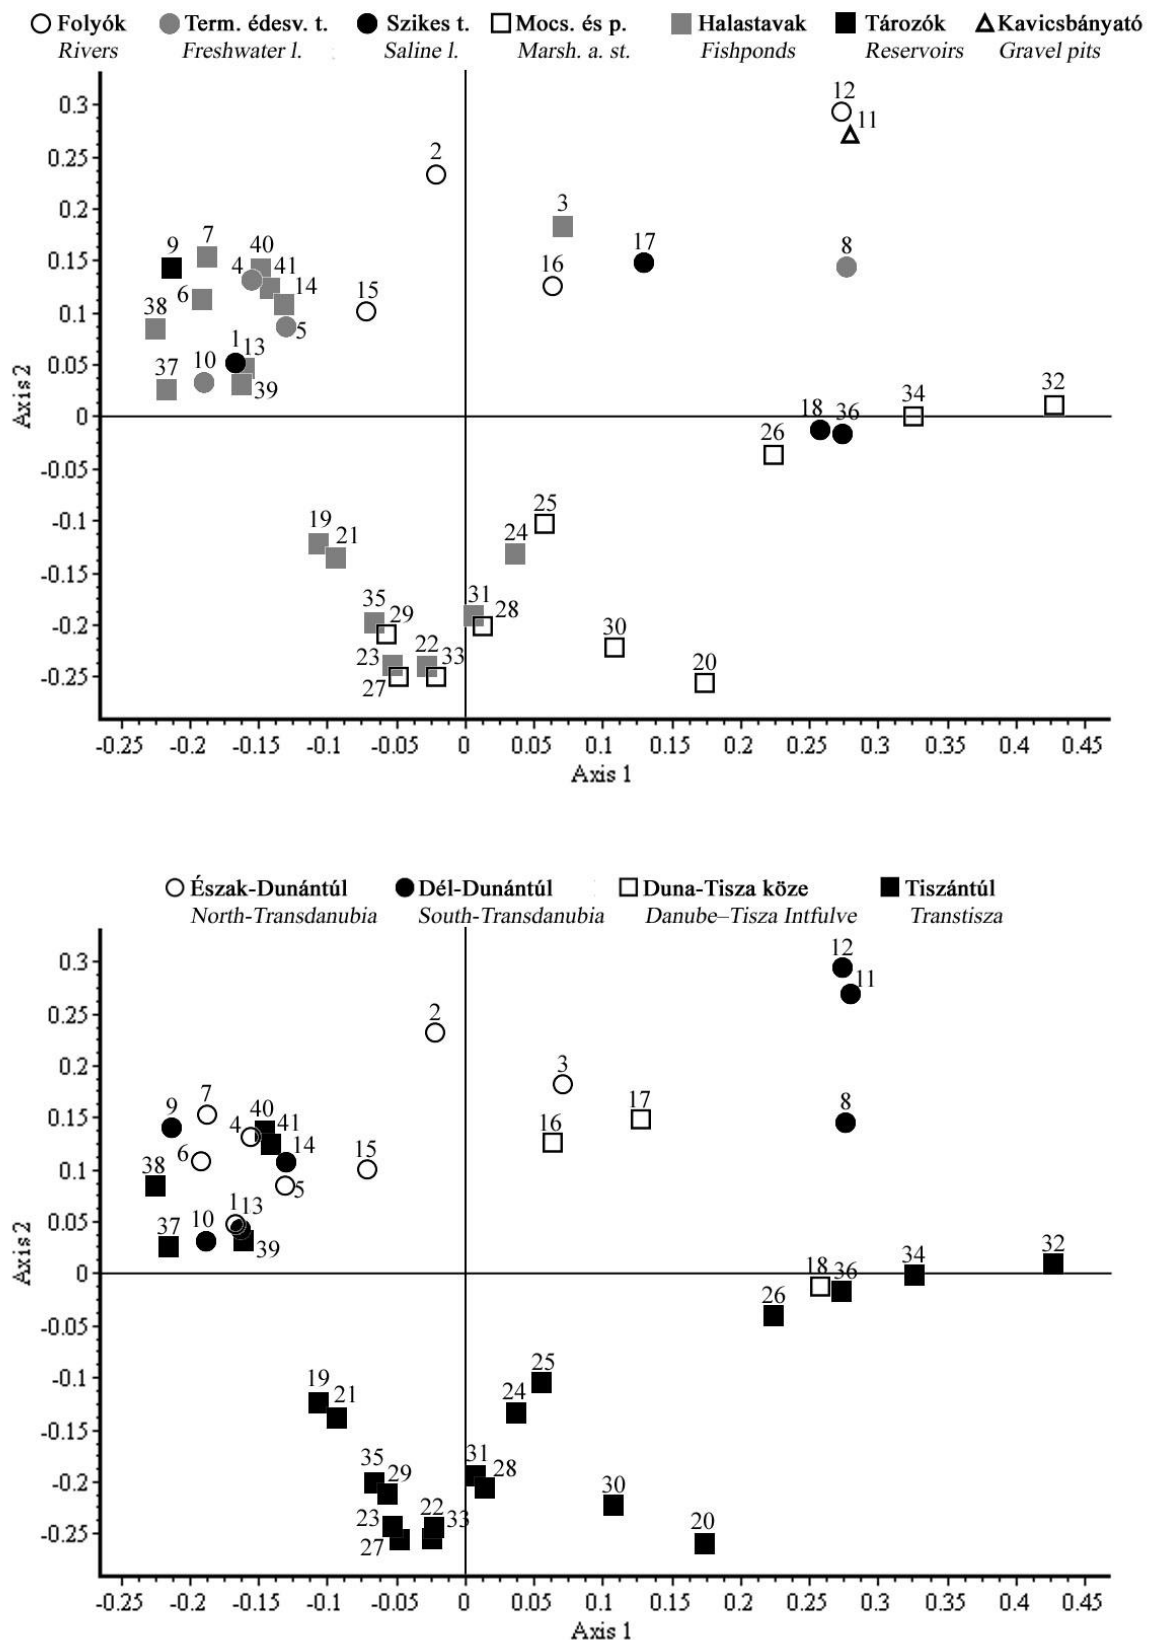 Folyók Term. édesv. t. Szikes t. Mocs. és p. Halastavak Tározók Kavicsbányató
Rivers Freshwater l. Saline l. Marsh. a. st. Fishponds Reservoirs Gravel pits
12
0.3
11
0.25
2
0.2
3
7 40 17 8
9
0.15
4 41 16
6 14 15
0.1
38
5
1 13
0.05
37 10 39
34 32
0
18 36
26
-0.05
25
-0.1
19 21 24
-0.15
35 31
29 28
-0.2
30
23 22 33 20
-0.25
27
Axis 2
-0.25 -0.2 -0.15 -0.1 -0.05 0 0.05 0.1 0.15 0.2 0.25 0.3 0.35 0.4 0.45
Axis 1
Észak-Dunántúl Dél-Dunántúl Duna-Tisza köze Tiszántúl
North-Transdanubia South-Transdanubia Danube–Tisza Intfulve Transtisza
12
0.3
11
0.25
2
0.2
3
7 17 8
9 40
0.15
4 41 16
6 14 15
0.1
38
5
1 13
0.05
37 10 39
34 32
0
18 36
26
-0.05
25
-0.1
19 21 24
-0.15
35 31
29 28
-0.2
30
23 22 33 20
-0.25
27
Axis 2
-0.25 -0.2 -0.15 -0.1 -0.05 0 0.05 0.1 0.15 0.2 0.25 0.3 0.35 0.4 0.45
Axis 1